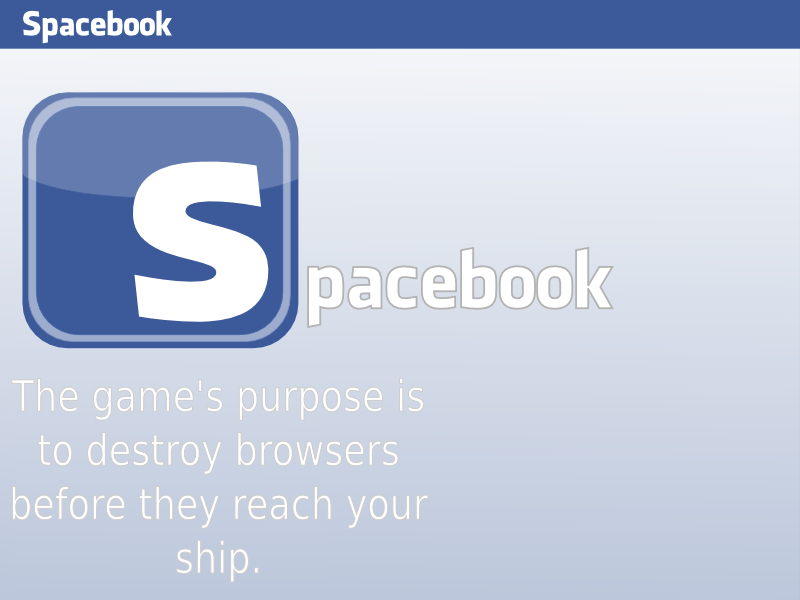 Spacebook
Spacebook
The game's purpose is
to destroy browsers
before they reach your
ship.